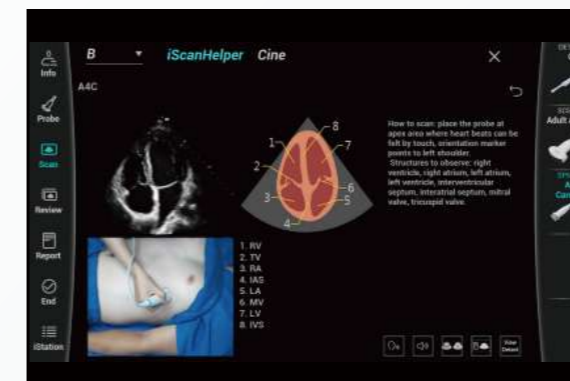 B iScanHelper Cine
Info
A4C
Probe
Scan
Review
Report
End
iStation
8
1
7
2
6
3
5
4
How to scan: place the probe at
apex area where heart beats can be
felt by touch, orientation marker
points to left shoulder.
Structures to observe: right
ventricle, right atrium, left atrium,
left ventricle, interventricular
septum, interatrial septum, mitral
valve, tricuspid valve.
1. RV
2. TV
3. RA
4. IAS
5. LA
6. MV
7. LV
8. IVS
Adult